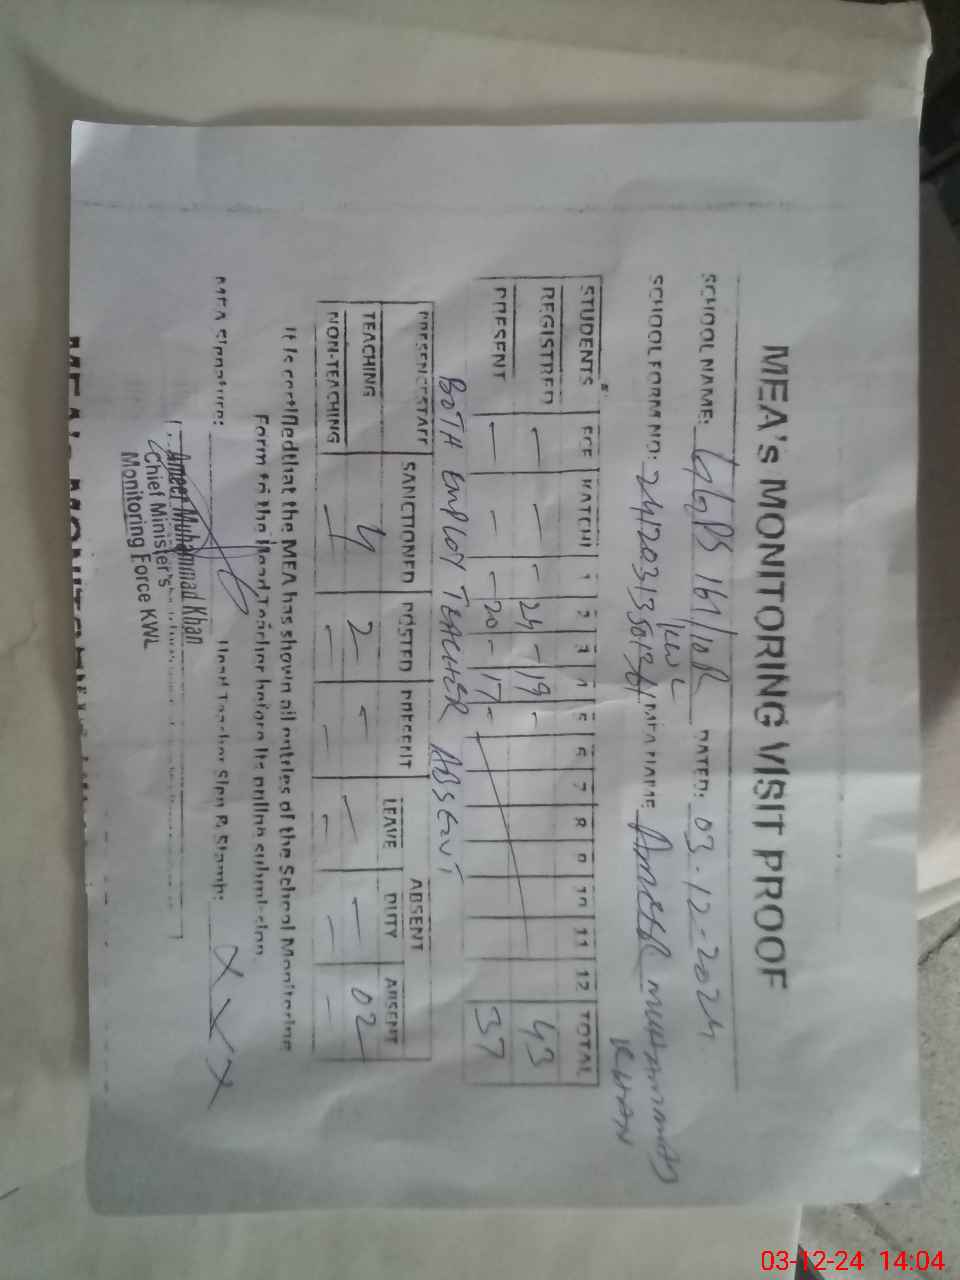 MEA's MONITORING VISIT PROOF
SCHOOL NAME: GGPS 161/10R DATED: 03-12-2024
KWL
SCHOOL FORM NO: MEA NAME: AMEER MUHAMMAD
KHAN
STUDENTS ECE KATCHI 1 2 3 4 5 6 7 8 9 10 11 12 TOTAL
REGISTRED — — - 24 - 19 - 43
PRESENT — — - 20 - 17 - 37
BOTH EMPLOY TEACHER ABSENT
PRESENCE STAFF SANCTIONED POSTED PRESENT ABSENT
LEAVE DUTY ABSENT
TEACHING 4 2 - — — 02
NON-TEACHING — — — — — —
It is certified that the MEA has shown all entries of the School Monitoring
Form to the Head Teacher before its online submission.
MEA Signature: Head Teacher Sign & Stamp: X X X
Ameer Muhammad Khan
Chief Minister's
Monitoring Force KWL
MEA's MONITORING
03-12-24 14:04